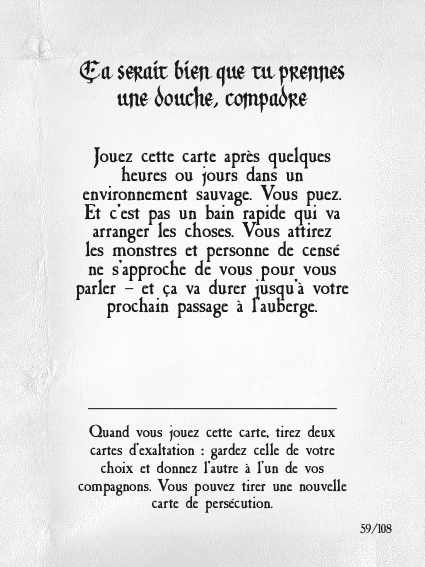 Ça serait bien que tu prennes
une douche, compadre
Jouez cette carte après quelques
heures ou jours dans un
environnement sauvage. Vous puez.
Et c'est pas un bain rapide qui va
arranger les choses. Vous attirez
les monstres et personne de censé
ne s'approche de vous pour vous
parler – et ça va durer jusqu'à votre
prochain passage à l'auberge.
Quand vous jouez cette carte, tirez deux
cartes d'exaltation : gardez celle de votre
choix et donnez l'autre à l'un de vos
compagnons. Vous pouvez tirer une nouvelle
carte de persécution.
59/108